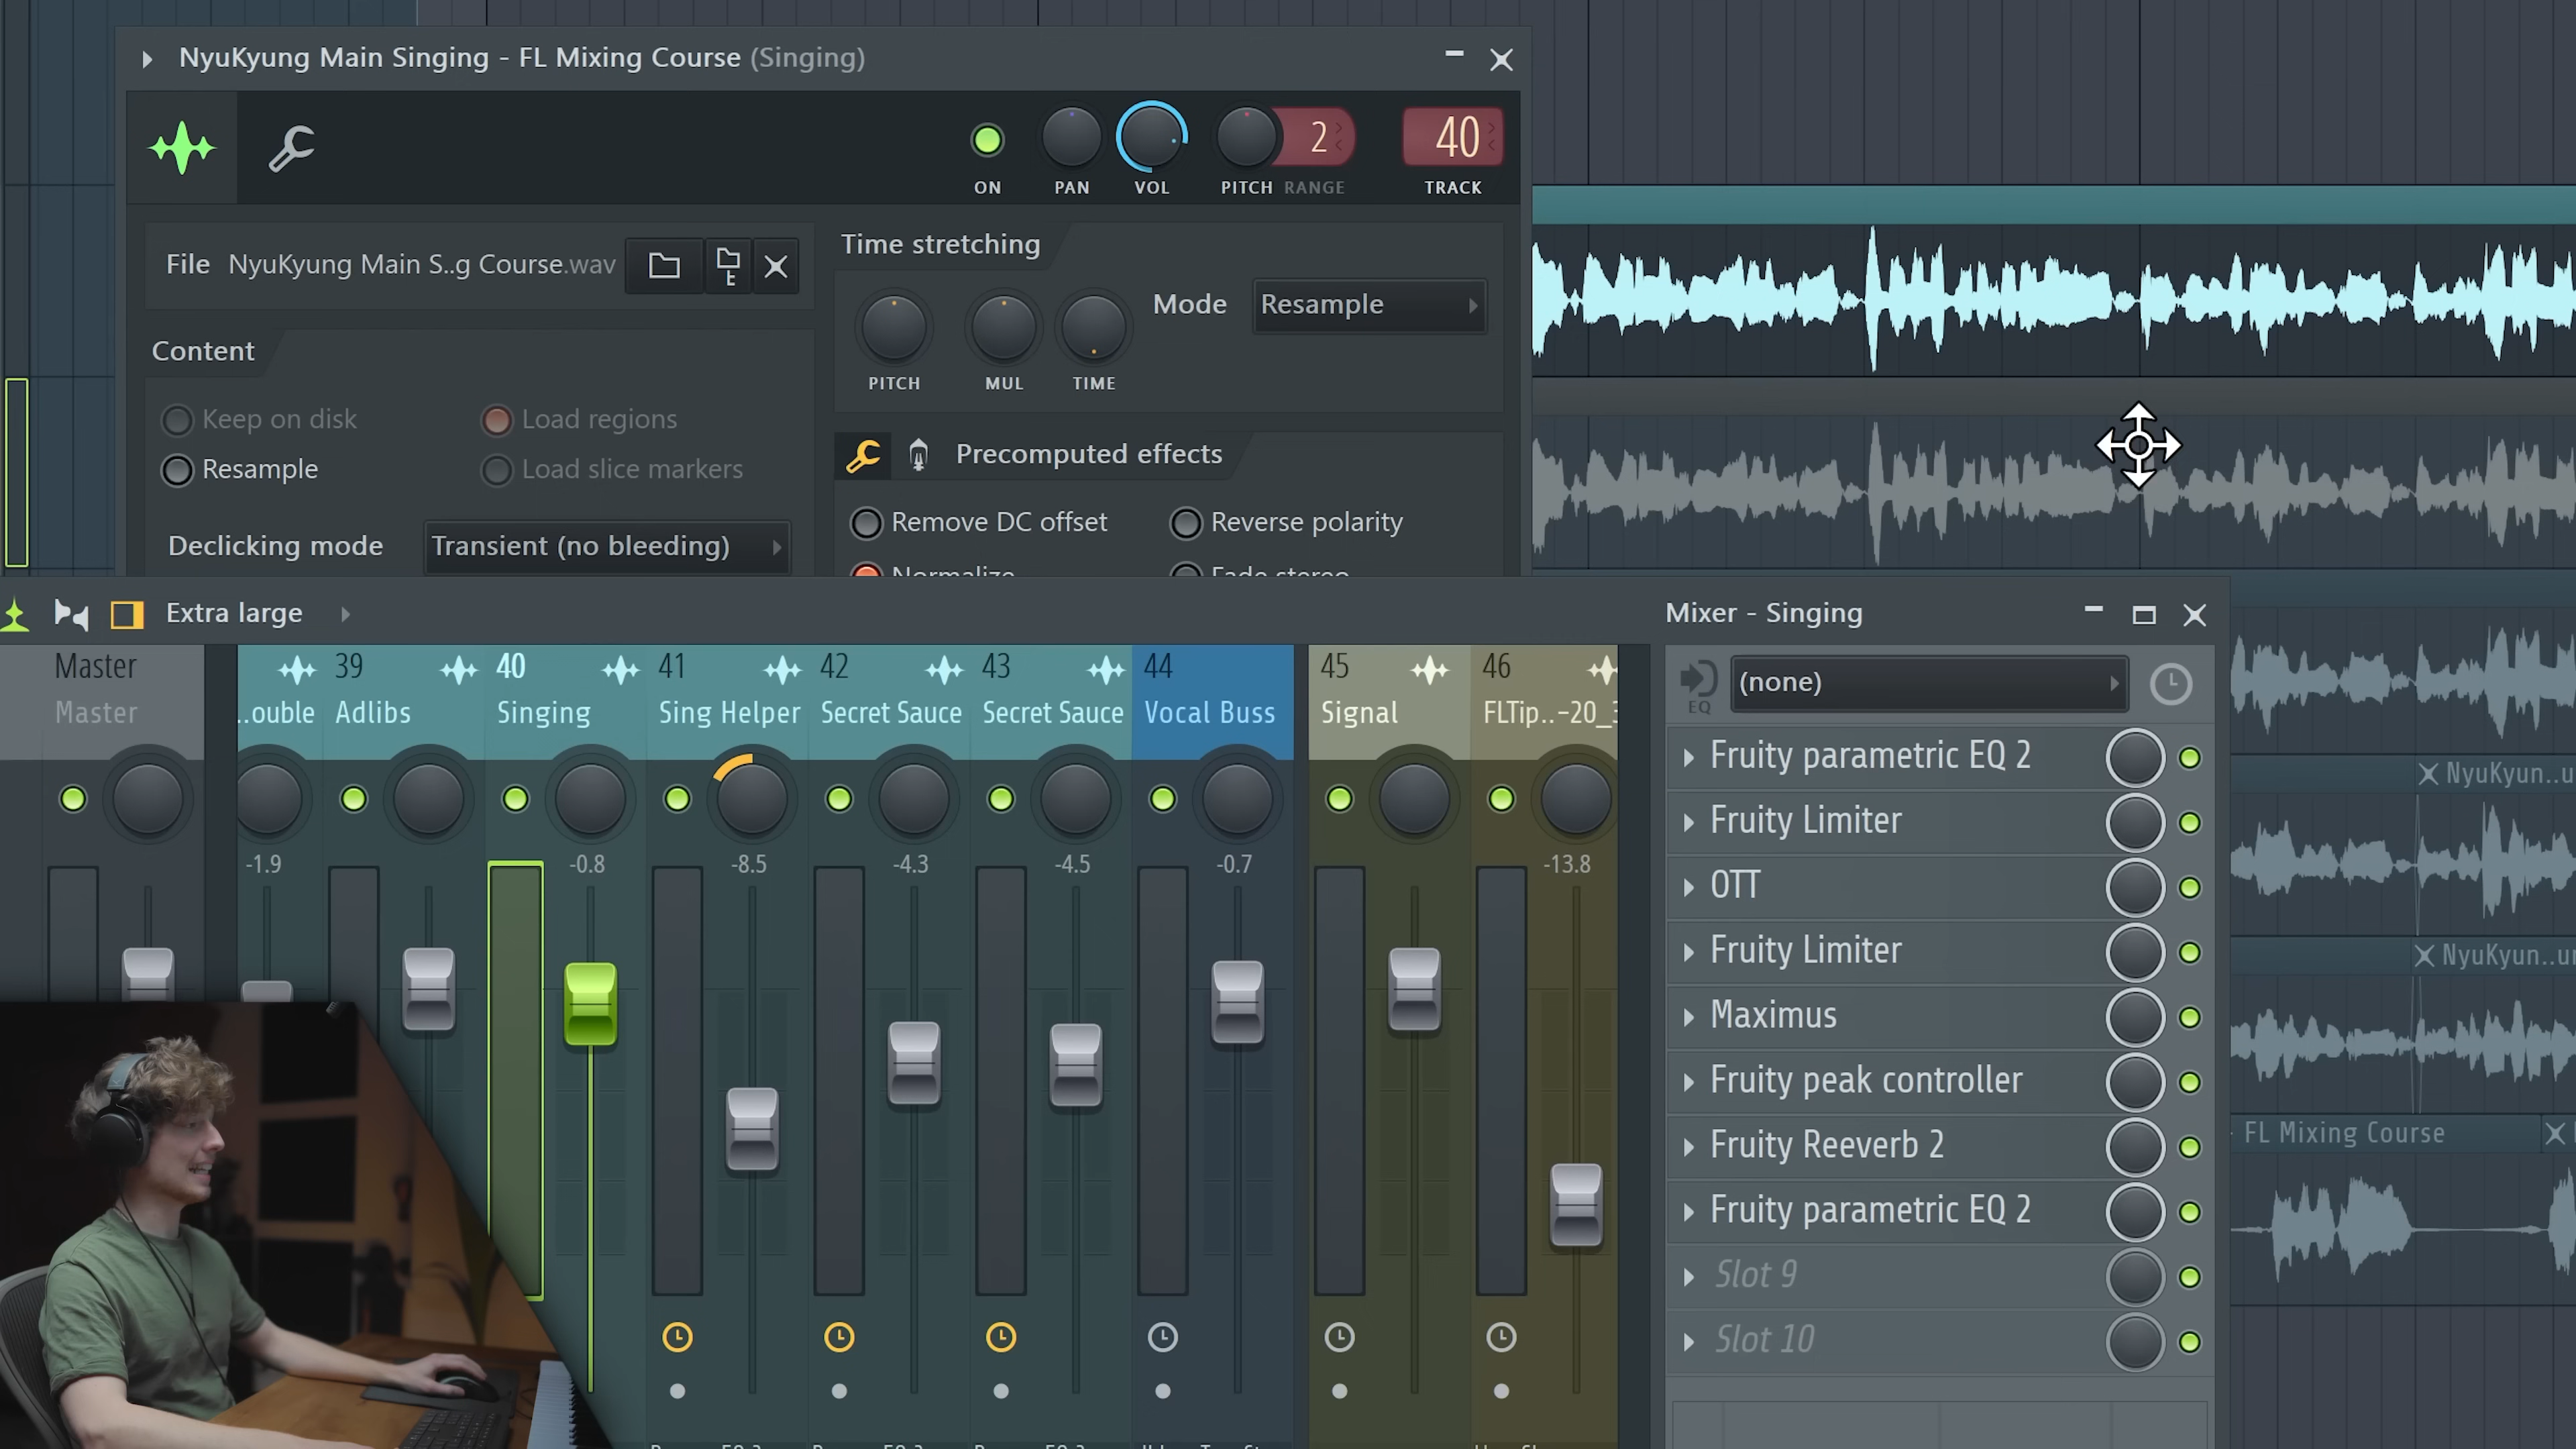 NyuKyung Main Singing - FL Mixing Course (Singing)
2
40
ON
PAN
VOL
PITCH
RANGE
TRACK
File
NyuKyung Main S..g Course.wav
Time stretching
PITCH
MUL
TIME
Mode
Resample
Content
Keep on disk
Load regions
Resample
Load slice markers
Declicking mode
Transient (no bleeding)
Precomputed effects
Remove DC offset
Reverse polarity
Normalize
Fade stereo
Extra large
Mixer - Singing
Master
Master
..ouble
39
Adlibs
40
Singing
41
Sing Helper
42
Secret Sauce
43
Secret Sauce
44
Vocal Buss
45
Signal
46
FLTip..-20_
-1.9
-0.8
-8.5
-4.3
-4.5
-0.7
-13.8
EQ
(none)
Fruity parametric EQ 2
Fruity Limiter
OTT
Fruity Limiter
Maximus
Fruity peak controller
Fruity Reeverb 2
Fruity parametric EQ 2
Slot 9
Slot 10
NyuKyun..u
NyuKyun..u
FL Mixing Course